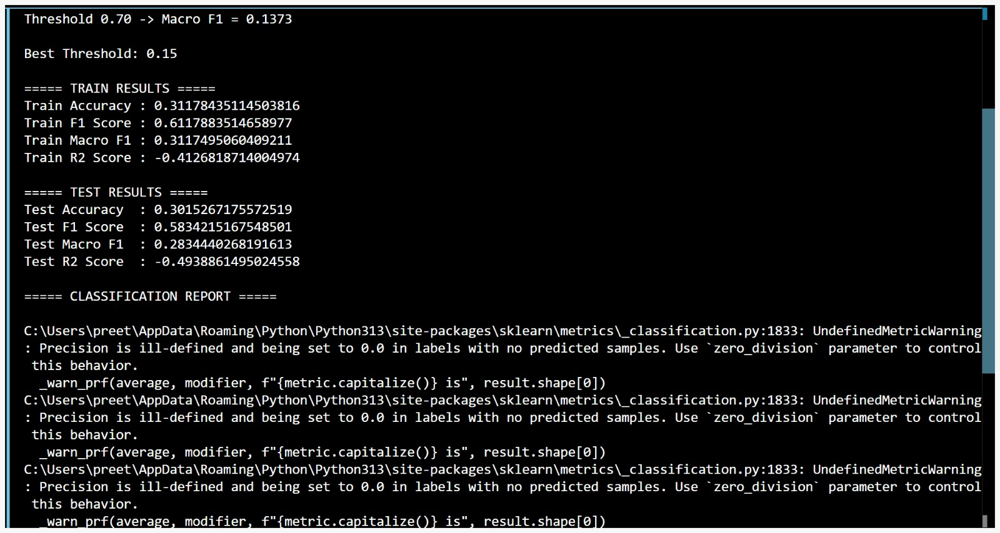 Threshold 0.70 -> Macro F1 = 0.1373
Best Threshold: 0.15
===== TRAIN RESULTS =====
Train Accuracy : 0.31178435114503816
Train F1 Score : 0.6117883514658977
Train Macro F1 : 0.3117495060409211
Train R2 Score : -0.4126818714004974
===== TEST RESULTS =====
Test Accuracy  : 0.3015267175572519
Test F1 Score  : 0.5834215167548501
Test Macro F1  : 0.2834440268191613
Test R2 Score  : -0.4938861495024558
===== CLASSIFICATION REPORT =====
C:\Users\preet\AppData\Roaming\Python\Python313\site-packages\sklearn\metrics\_classification.py:1833: UndefinedMetricWarning
: Precision is ill-defined and being set to 0.0 in labels with no predicted samples. Use `zero_division` parameter to control
this behavior.
_warn_prf(average, modifier, f"{metric.capitalize()} is", result.shape[0])
C:\Users\preet\AppData\Roaming\Python\Python313\site-packages\sklearn\metrics\_classification.py:1833: UndefinedMetricWarning
: Precision is ill-defined and being set to 0.0 in labels with no predicted samples. Use `zero_division` parameter to control
this behavior.
_warn_prf(average, modifier, f"{metric.capitalize()} is", result.shape[0])
C:\Users\preet\AppData\Roaming\Python\Python313\site-packages\sklearn\metrics\_classification.py:1833: UndefinedMetricWarning
: Precision is ill-defined and being set to 0.0 in labels with no predicted samples. Use `zero_division` parameter to control
this behavior.
_warn_prf(average, modifier, f"{metric.capitalize()} is", result.shape[0])